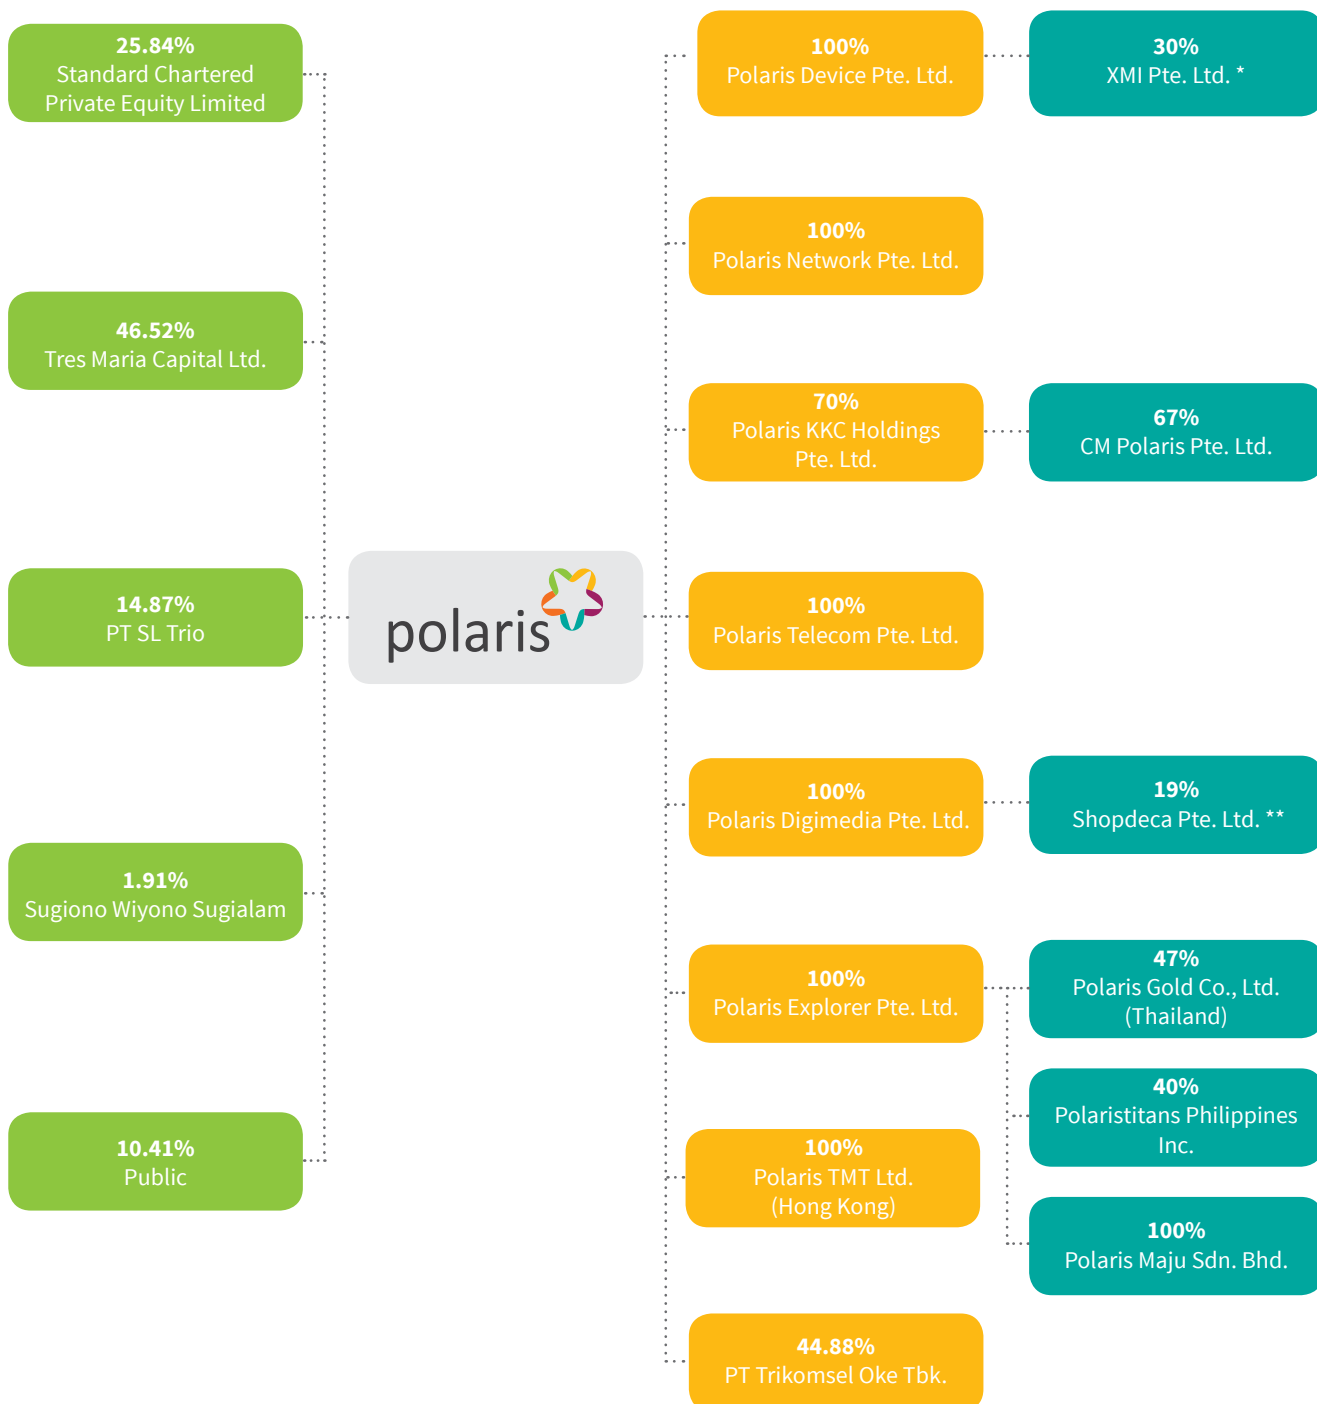 25.84%
Standard Chartered
Private Equity Limited
46.52%
Tres Maria Capital Ltd.
14.87%
PT SL Trio
1.91%
Sugiono Wiyono Sugialam
10.41%
Public
polaris
100%
Polaris Device Pte. Ltd.
30%
XMI Pte. Ltd. *
100%
Polaris Network Pte. Ltd.
70%
Polaris KKC Holdings
Pte. Ltd.
67%
CM Polaris Pte. Ltd.
100%
Polaris Telecom Pte. Ltd.
100%
Polaris Digimedia Pte. Ltd.
19%
Shopdeca Pte. Ltd. **
100%
Polaris Explorer Pte. Ltd.
47%
Polaris Gold Co., Ltd.
(Thailand)
40%
Polaristitans Philippines
Inc.
100%
Polaris Maju Sdn. Bhd.
100%
Polaris TMT Ltd.
(Hong Kong)
44.88%
PT Trikomsel Oke Tbk.